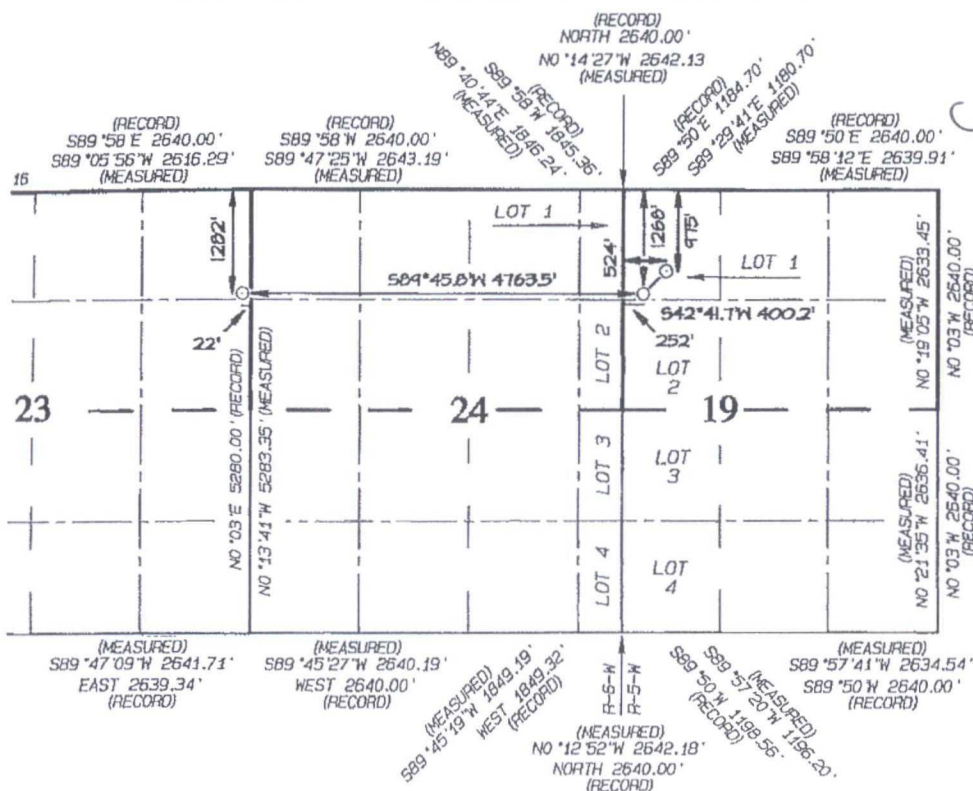 (RECORD)
NORTH 2640.00'
N0°14'27"W 2642.13
(MEASURED)
S89°58'W 1845.36'
N89°40'44"E 1846.24'
(MEASURED)
(RECORD)
S89°50'E 1184.70'
S89°29'41"E 1180.70'
(MEASURED)
(RECORD)
S89°58'E 2640.00'
S89°05'56"W 2616.29'
(MEASURED)
(RECORD)
S89°58'W 2640.00'
S89°47'25"W 2643.19'
(MEASURED)
(RECORD)
S89°50'E 2640.00'
S89°58'12"E 2639.91'
(MEASURED)
16
1282'
LOT 1
524'
1268'
975'
LOT 1
S89°45.8'W 4763.5'
S42°41.7'W 400.2'
22'
252'
LOT 2
LOT
2
(MEASURED)
N0°19'05"W 2633.45'
N0°03'W 2640.00'
(RECORD)
23
24
19
N0°03'E 5280.00' (RECORD)
N0°13'41"W 5283.35' (MEASURED)
LOT 3
LOT
3
LOT 4
LOT
4
(MEASURED)
N0°21'35"W 2636.41'
N0°03'W 2640.00'
(RECORD)
(MEASURED)
S89°47'09"W 2641.71'
EAST 2639.34'
(RECORD)
(MEASURED)
S89°45'27"W 2640.19'
WEST 2640.00'
(RECORD)
(MEASURED)
S89°45'19"W 1849.19'
WEST 1849.32'
(RECORD)
R-6-W
R-5-W
(MEASURED)
N0°12'52"W 2642.18'
NORTH 2640.00'
(RECORD)
(MEASURED)
S89°57'20"W 1196.20'
S89°50'W 1198.56'
(RECORD)
(MEASURED)
S89°57'41"W 2634.54'
S89°50'W 2640.00'
(RECORD)